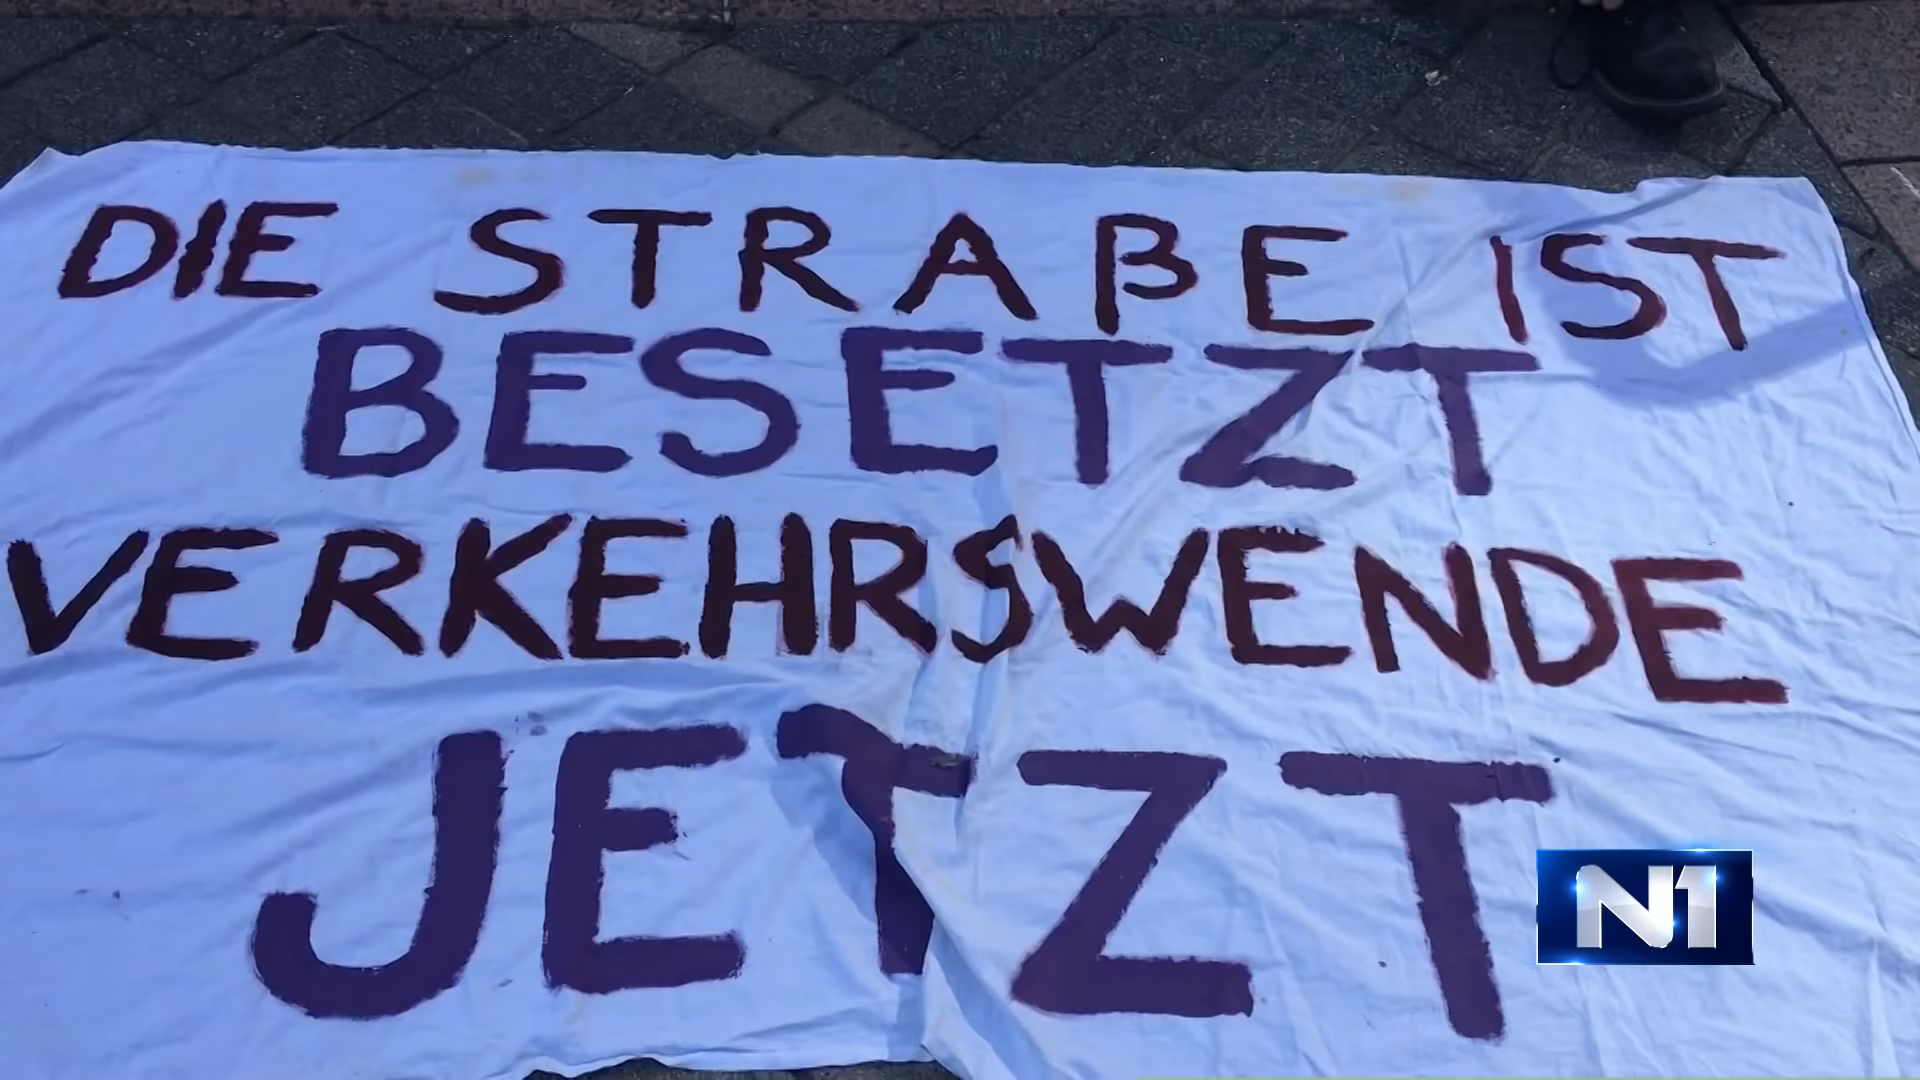 DIE STRAßE IST
BESETZT
VERKEHRSWENDE
JETZT
N1